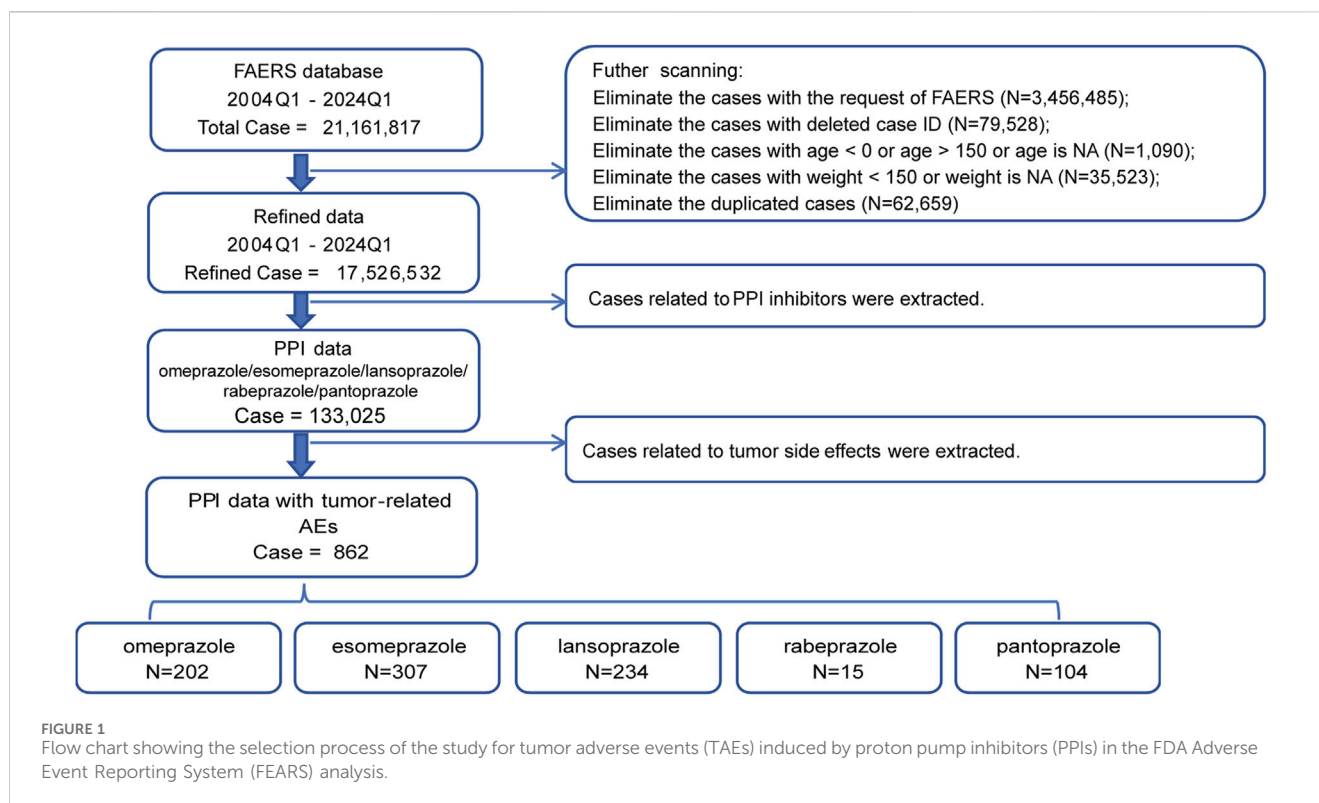 FAERS database
2004Q1 - 2024Q1
Total Case = 21,161,817
Futher scanning:
Eliminate the cases with the request of FAERS (N=3,456,485);
Eliminate the cases with deleted case ID (N=79,528);
Eliminate the cases with age < 0 or age > 150 or age is NA (N=1,090);
Eliminate the cases with weight < 150 or weight is NA (N=35,523);
Eliminate the duplicated cases (N=62,659)
Refined data
2004Q1 - 2024Q1
Refined Case = 17,526,532
Cases related to PPI inhibitors were extracted.
PPI data
omeprazole/esomeprazole/lansoprazole/
rabeprazole/pantoprazole
Case = 133,025
Cases related to tumor side effects were extracted.
PPI data with tumor-related
AEs
Case = 862
omeprazole
N=202
esomeprazole
N=307
lansoprazole
N=234
rabeprazole
N=15
pantoprazole
N=104
FIGURE 1
Flow chart showing the selection process of the study for tumor adverse events (TAEs) induced by proton pump inhibitors (PPIs) in the FDA Adverse
Event Reporting System (FEARS) analysis.